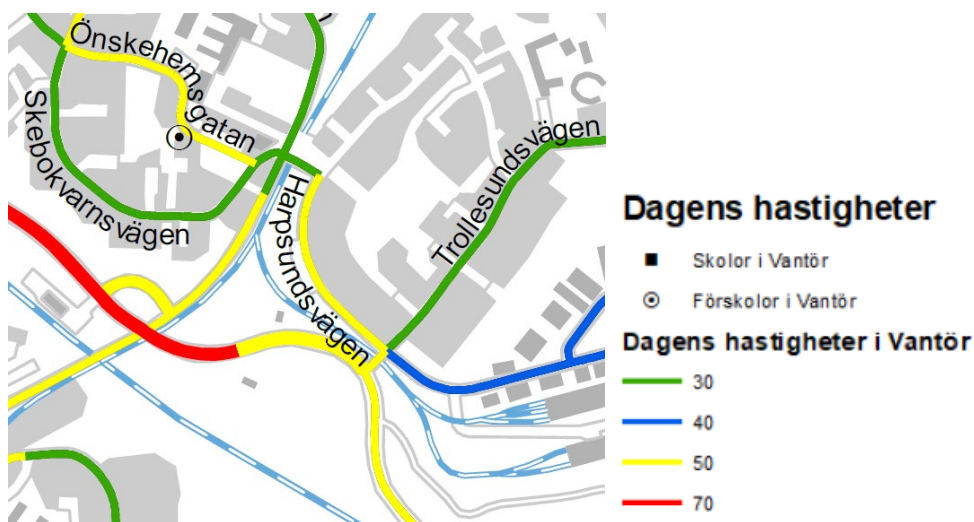 Önskehemsgatan
Skebokvarnsvägen
Harpsundsvägen
Trollesundsvägen
Dagens hastigheter
Skolor i Vantör
Förskolor i Vantör
Dagens hastigheter i Vantör
30
40
50
70